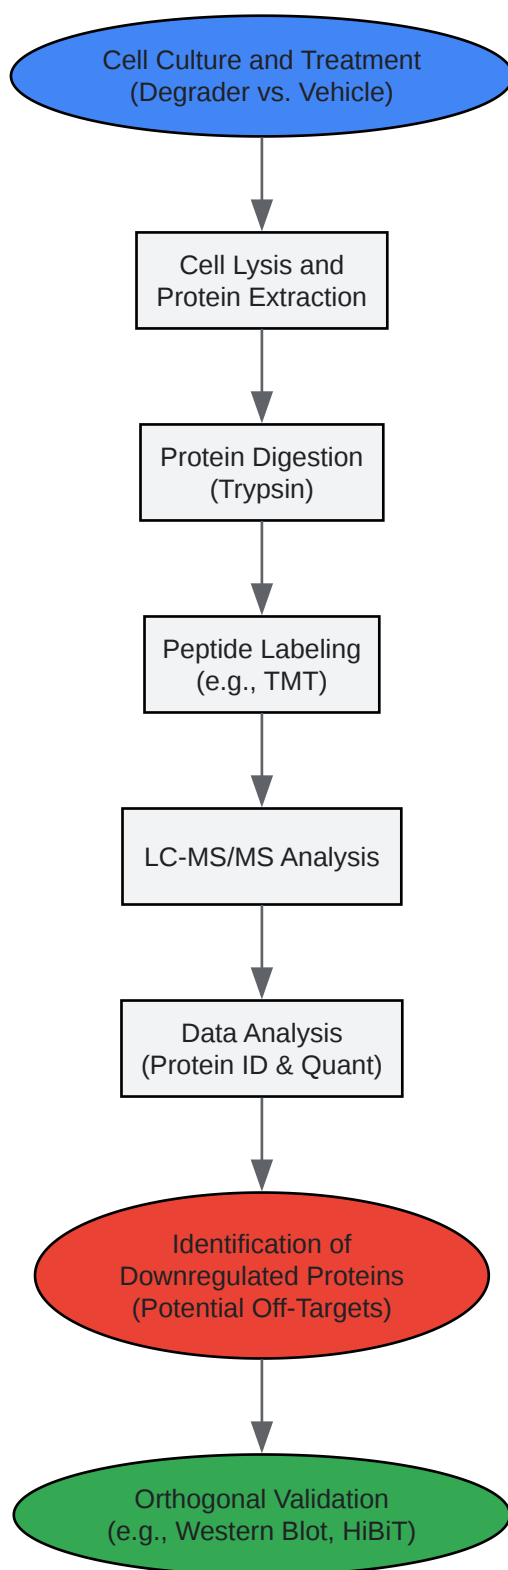 Cell Culture and Treatment
(Degrader vs. Vehicle)
Cell Lysis and
Protein Extraction
Protein Digestion
(Trypsin)
Peptide Labeling
(e.g., TMT)
LC-MS/MS Analysis
Data Analysis
(Protein ID & Quant)
Identification of
Downregulated Proteins
(Potential Off-Targets)
Orthogonal Validation
(e.g., Western Blot, HiBiT)